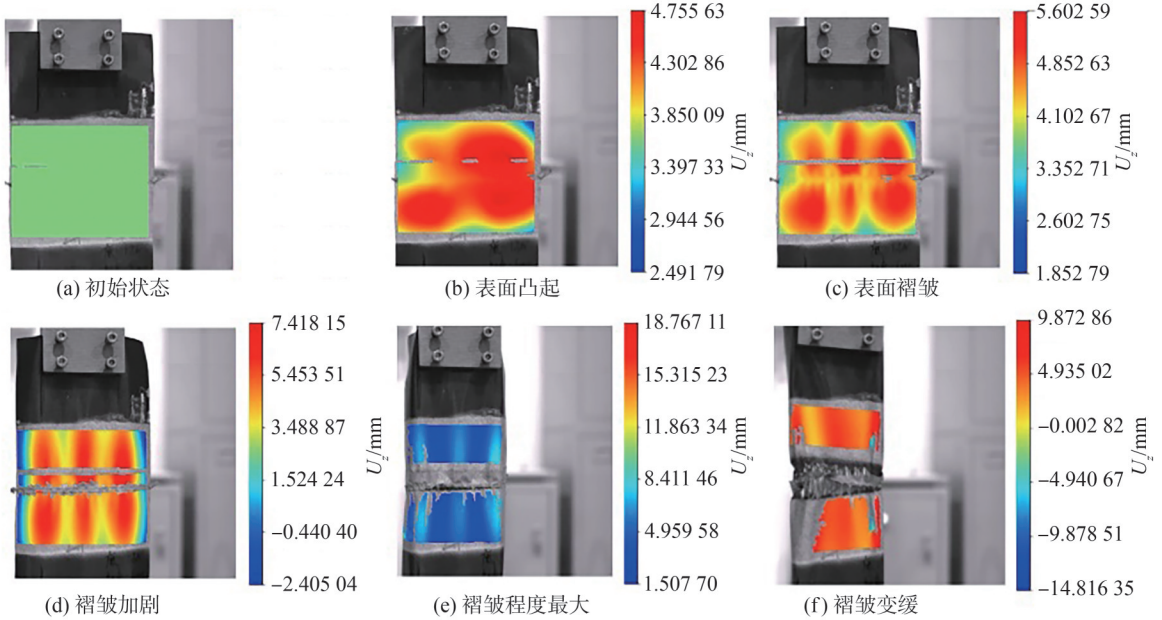 4.755 63
4.302 86
3.850 09
3.397 33
2.944 56
2.491 79
U_z/mm
5.602 59
4.852 63
4.102 67
3.352 71
2.602 75
1.852 79
U_z/mm
(a) 初始状态
(b) 表面凸起
(c) 表面褶皱
7.418 15
5.453 51
3.488 87
1.524 24
-0.440 40
-2.405 04
U_z/mm
18.767 11
15.315 23
11.863 34
8.411 46
4.959 58
1.507 70
U_z/mm
9.872 86
4.935 02
-0.002 82
-4.940 67
-9.878 51
-14.816 35
U_z/mm
(d) 褶皱加剧
(e) 褶皱程度最大
(f) 褶皱变缓